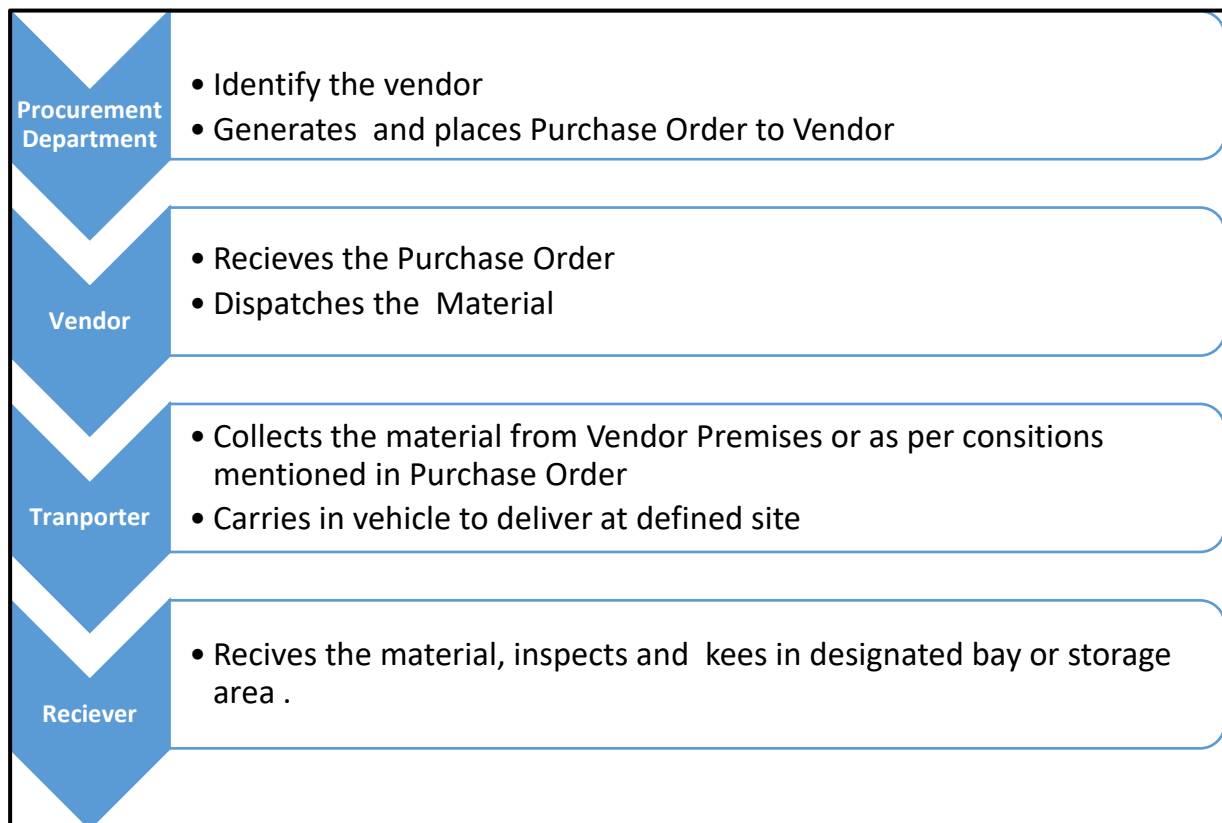 Procurement
Department
• Identify the vendor
• Generates and places Purchase Order to Vendor
Vendor
• Recieves the Purchase Order
• Dispatches the Material
Tranporter
• Collects the material from Vendor Premises or as per consitions
mentioned in Purchase Order
• Carries in vehicle to deliver at defined site
Reciever
• Recives the material, inspects and kees in designated bay or storage
area .